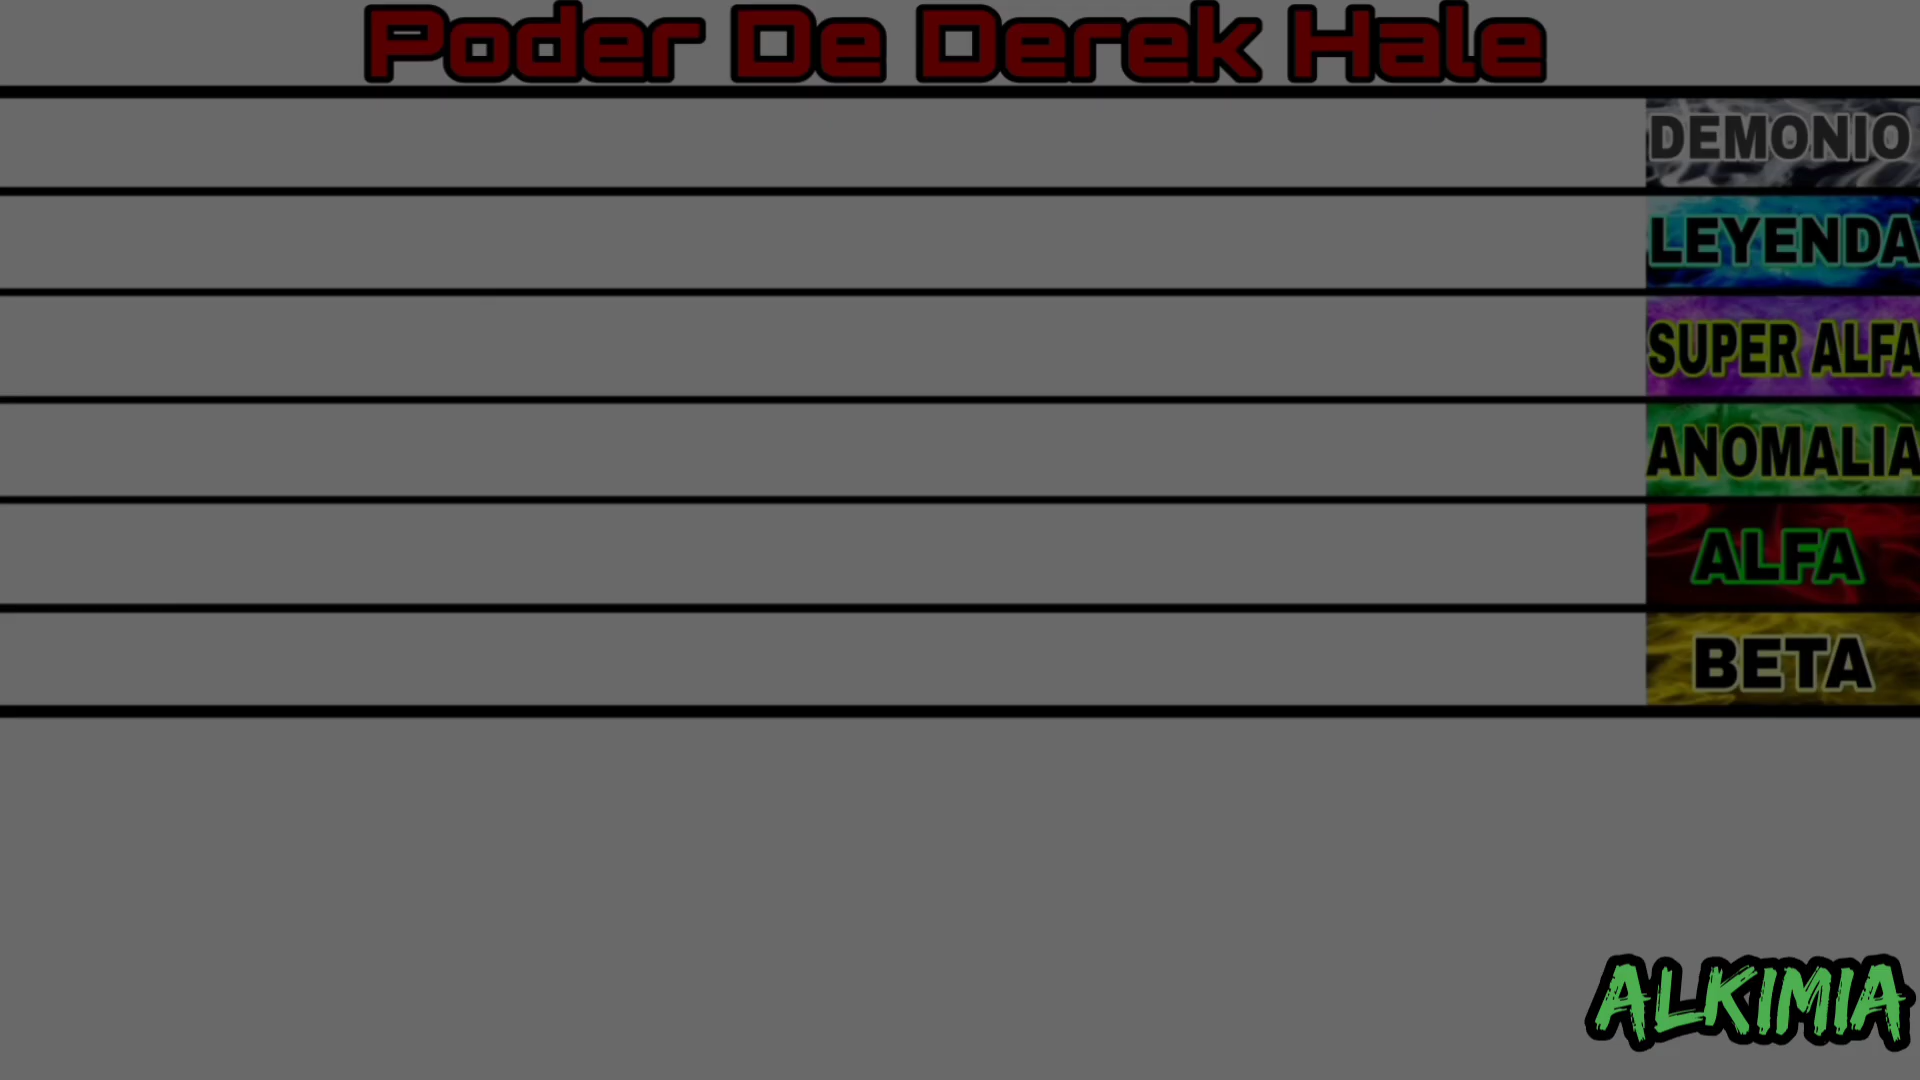 Poder De Derek Hale
DEMONIO
LEYENDA
SUPER ALFA
ANOMALIA
ALFA
BETA
ALKIMIA